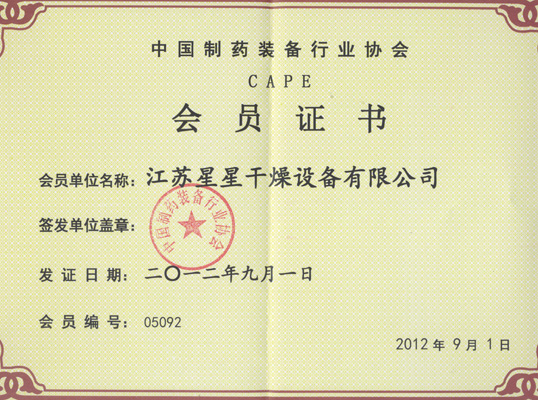 中国制药装备行业协会
CAPE
会员证书
会员单位名称：江苏星星干燥设备有限公司
签发单位盖章：
中国制药装备行业协会
发证日期：二〇一二年九月一日
会员编号：05092
2012年9月1日